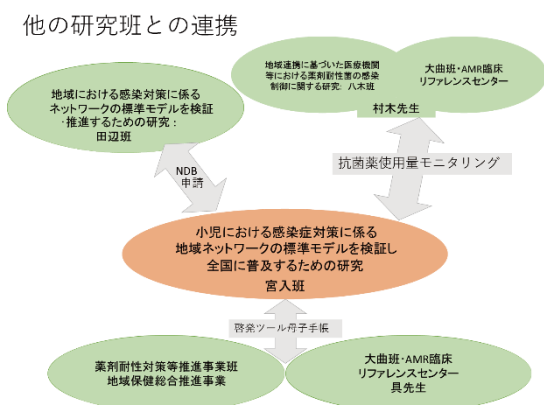 他の研究班との連携
地域連携に基づいた医療機関
等における薬剤耐性菌の感染
制御に関する研究: 八木班
大曲班・AMR臨床
リファレンスセンター
村木先生
地域における感染対策に係る
ネットワークの標準モデルを検証
・推進するための研究：
田辺班
NDB
申請
抗菌薬使用量モニタリング
小児における感染症対策に係る
地域ネットワークの標準モデルを検証し
全国に普及するための研究
宮入班
啓発ツール母子手帳
薬剤耐性対策等推進事業班
地域保健総合推進事業
大曲班・AMR臨床
リファレンスセンター
具先生